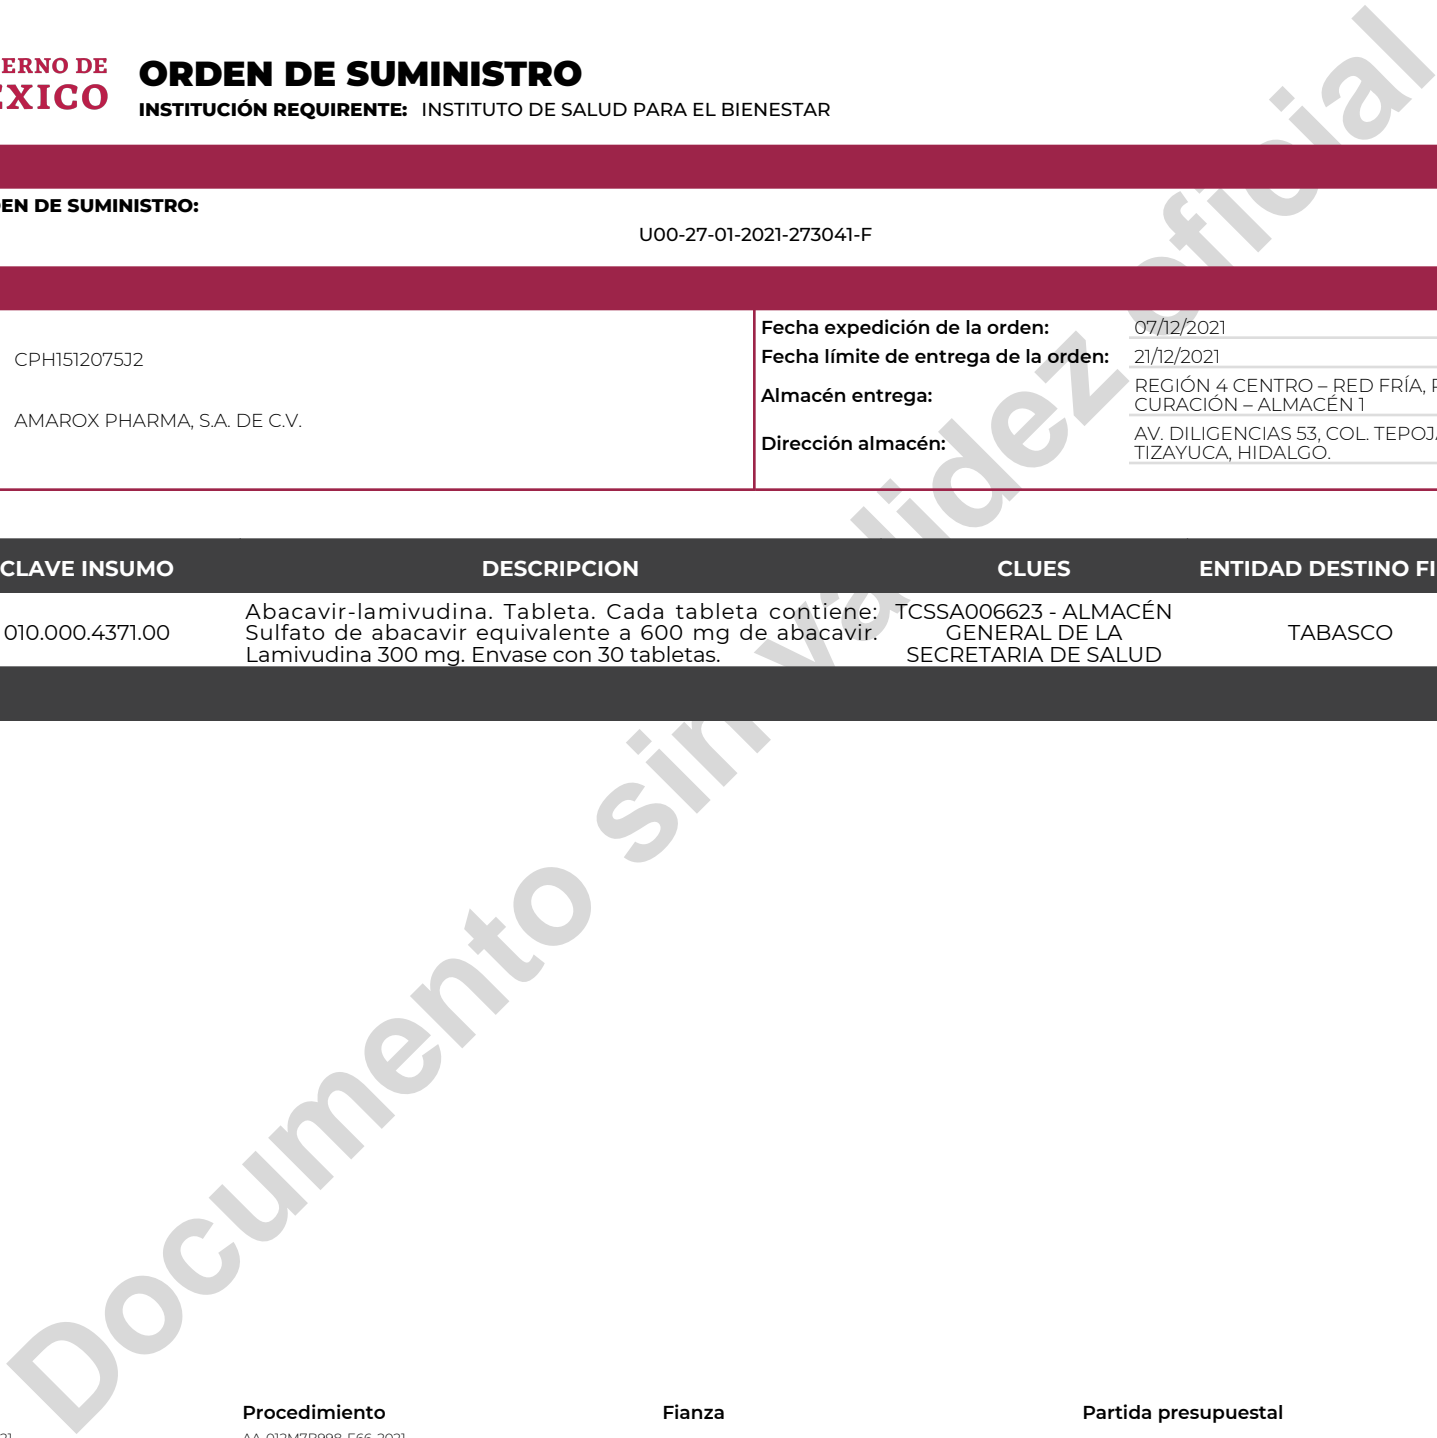 ERNO DE
EXICO
ORDEN DE SUMINISTRO
INSTITUCIÓN REQUIRENTE: INSTITUTO DE SALUD PARA EL BIENESTAR
EN DE SUMINISTRO:
U00-27-01-2021-273041-F
CPH1512075J2
AMAROX PHARMA, S.A. DE C.V.
Fecha expedición de la orden: 07/12/2021
Fecha límite de entrega de la orden: 21/12/2021
Almacén entrega: REGIÓN 4 CENTRO – RED FRÍA,
CURACIÓN – ALMACÉN 1
Dirección almacén: AV. DILIGENCIAS 53, COL. TEPOJ
TIZAYUCA, HIDALGO.
CLAVE INSUMO DESCRIPCION CLUES ENTIDAD DESTINO FI
010.000.4371.00
Abacavir-lamivudina. Tableta. Cada tableta contiene:
Sulfato de abacavir equivalente a 600 mg de abacavir.
Lamivudina 300 mg. Envase con 30 tabletas.
TCSSA006623 - ALMACÉN
GENERAL DE LA
SECRETARIA DE SALUD
TABASCO
Documento sin validez oficial
Procedimiento Fianza Partida presupuestal